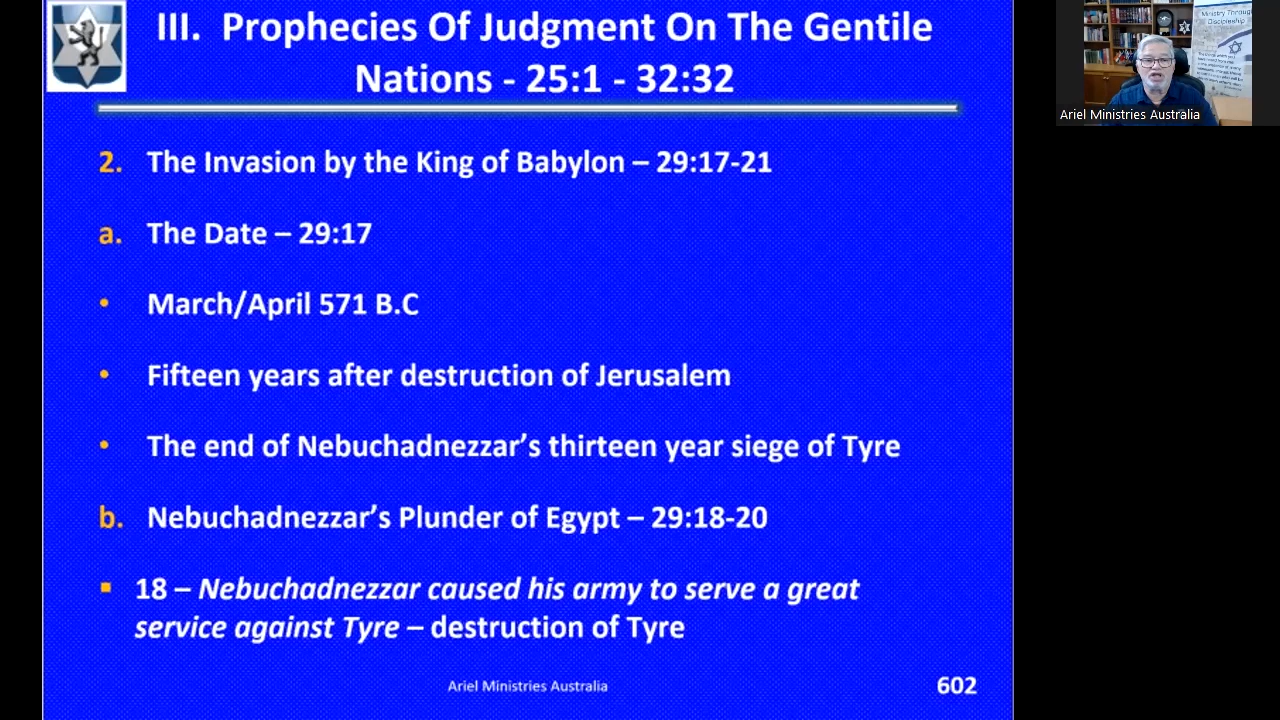 III. Prophecies Of Judgment On The Gentile
Nations - 25:1 - 32:32
2. The Invasion by the King of Babylon – 29:17-21
a. The Date – 29:17
• March/April 571 B.C
• Fifteen years after destruction of Jerusalem
• The end of Nebuchadnezzar’s thirteen year siege of Tyre
b. Nebuchadnezzar’s Plunder of Egypt – 29:18-20
▪ 18 – Nebuchadnezzar caused his army to serve a great
service against Tyre – destruction of Tyre
Ariel Ministries Australia
602
Ministry Through
Discipleship
Ariel Ministries Australia